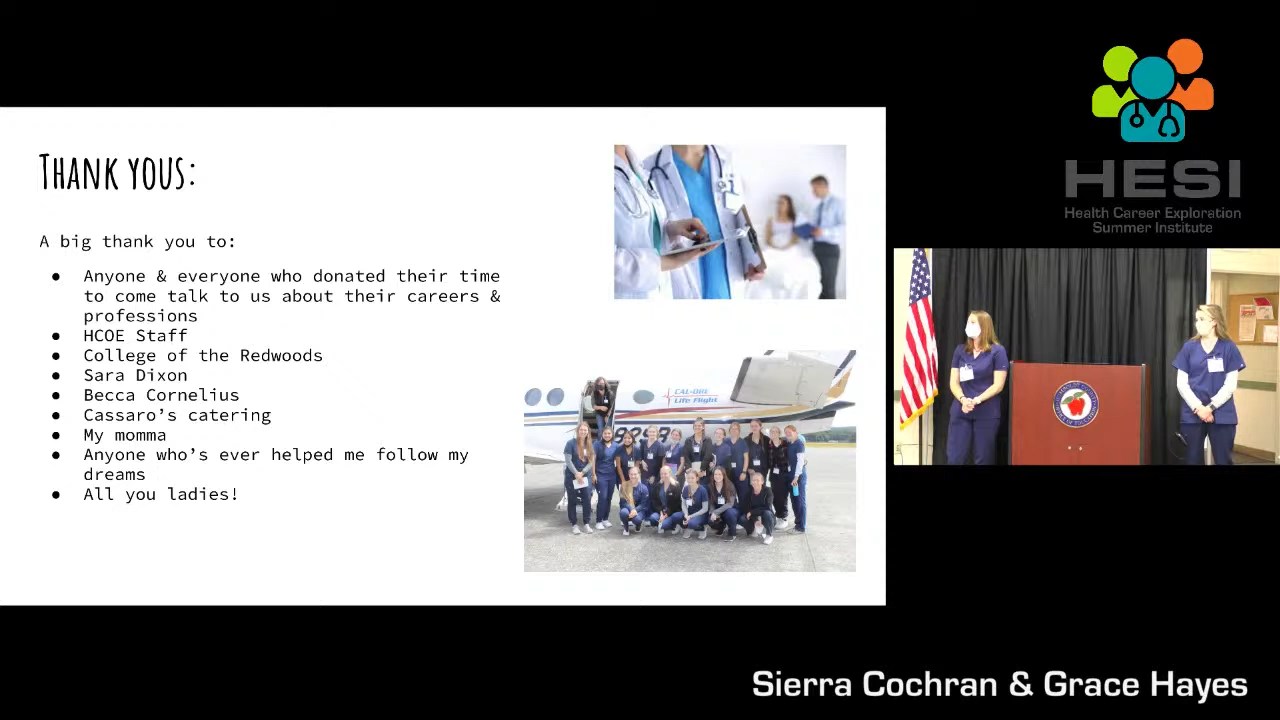 HESI
Health Career Exploration
Summer Institute
Thank yous:
A big thank you to:
● Anyone & everyone who donated their time
to come talk to us about their careers &
professions
● HCOE Staff
● College of the Redwoods
● Sara Dixon
● Becca Cornelius
● Cassaro's catering
● My momma
● Anyone who's ever helped me follow my
dreams
● All you ladies!
CAL-ORE
Life Flight
Sierra Cochran & Grace Hayes